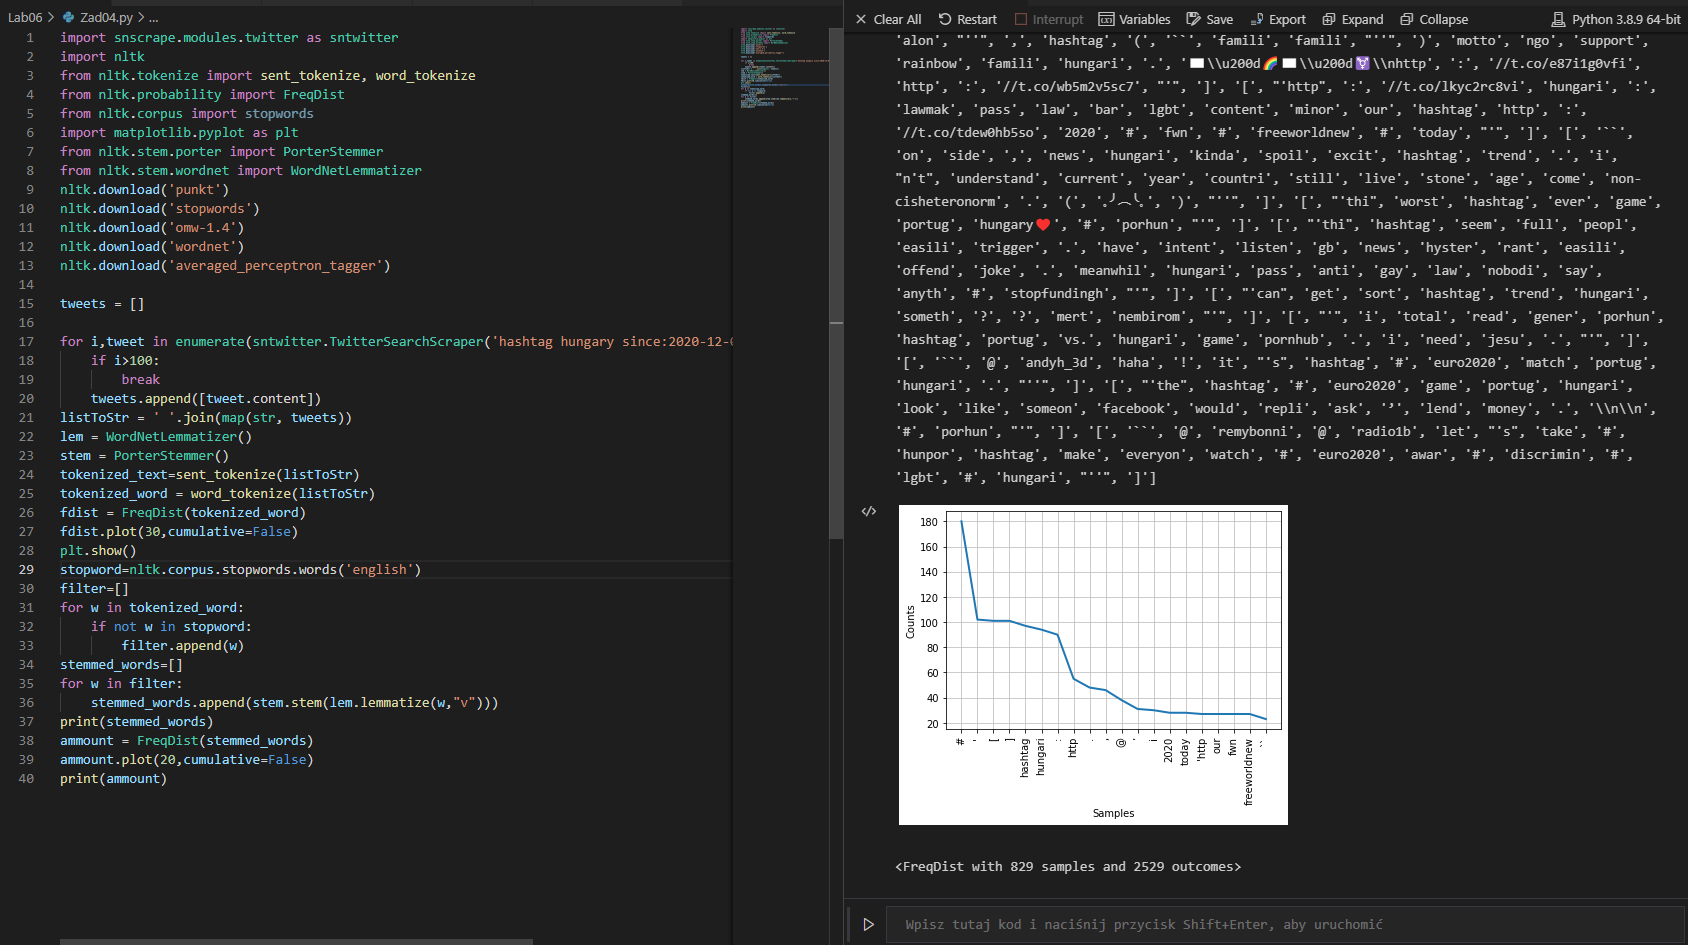 Lab06 > Zad04.py > ...
1 import snscrape.modules.twitter as sntwitter
2 import nltk
3 from nltk.tokenize import sent_tokenize, word_tokenize
4 from nltk.probability import FreqDist
5 from nltk.corpus import stopwords
6 import matplotlib.pyplot as plt
7 from nltk.stem.porter import PorterStemmer
8 from nltk.stem.wordnet import WordNetLemmatizer
9 nltk.download('punkt')
10 nltk.download('stopwords')
11 nltk.download('omw-1.4')
12 nltk.download('wordnet')
13 nltk.download('averaged_perceptron_tagger')
14
15 tweets = []
16
17 for i,tweet in enumerate(sntwitter.TwitterSearchScraper('hashtag hungary since:2020-12-0
18 if i>100:
19 break
20 tweets.append([tweet.content])
21 listToStr = ' '.join(map(str, tweets))
22 lem = WordNetLemmatizer()
23 stem = PorterStemmer()
24 tokenized_text=sent_tokenize(listToStr)
25 tokenized_word = word_tokenize(listToStr)
26 fdist = FreqDist(tokenized_word)
27 fdist.plot(30,cumulative=False)
28 plt.show()
29 stopword=nltk.corpus.stopwords.words('english')
30 filter=[]
31 for w in tokenized_word:
32 if not w in stopword:
33 filter.append(w)
34 stemmed_words=[]
35 for w in filter:
36 stemmed_words.append(stem.stem(lem.lemmatize(w,"v")))
37 print(stemmed_words)
38 ammount = FreqDist(stemmed_words)
39 ammount.plot(20,cumulative=False)
40 print(ammount)
Clear All Restart Interrupt Variables Save Export Expand Collapse Python 3.8.9 64-bit
'alon', "''", ',', 'hashtag', '(', '``', 'famili', 'famili', "''", ')', 'motto', 'ngo', 'support',
'rainbow', 'famili', 'hungari', '.', '\\u200d🌈\\u200d⚧\\nhttp', ':', '//t.co/e87i1g0vfi',
'http', ':', '//t.co/wb5m2v5sc7', "'", ']', '[', "'http", ':', '//t.co/lkyc2rc8vi', 'hungari', ':',
'lawmak', 'pass', 'law', 'bar', 'lgbt', 'content', 'minor', 'our', 'hashtag', 'http', ':',
'//t.co/tdew0hb5so', '2020', '#', 'fwn', '#', 'freeworldnew', '#', 'today', "'", ']', '[', '``',
'on', 'side', ',', 'news', 'hungari', 'kinda', 'spoil', 'excit', 'hashtag', 'trend', '.', 'i',
"n't", 'understand', 'current', 'year', 'countri', 'still', 'live', 'stone', 'age', 'come', 'non-
cisheteronorm', '.', '(', ')', "''", ']', '[', "'thi", 'worst', 'hashtag', 'ever', 'game',
'portug', 'hungary❤️', '#', 'porhun', "'", ']', '[', "'thi", 'hashtag', 'seem', 'full', 'peopl',
'easili', 'trigger', '.', 'have', 'intent', 'listen', 'gb', 'news', 'hyster', 'rant', 'easili',
'offend', 'joke', '.', 'meanwhil', 'hungari', 'pass', 'anti', 'gay', 'law', 'nobodi', 'say',
'anyth', '#', 'stopfundingh', "'", ']', '[', "'can", 'get', 'sort', 'hashtag', 'trend', 'hungari',
'someth', '?', '?', 'mert', 'nembirom', "'", ']', '[', "'", 'i', 'total', 'read', 'gener', 'porhun',
'hashtag', 'portug', 'vs.', 'hungari', 'game', 'pornhub', '.', 'i', 'need', 'jesu', '.', "'", ']',
'[', '``', '@', 'andyh_3d', 'haha', '!', 'it', "'s", 'hashtag', '#', 'euro2020', 'match', 'portug',
'hungari', '.', "''", ']', '[', "'the", 'hashtag', '#', 'euro2020', 'game', 'portug', 'hungari',
'look', 'like', 'someon', 'facebook', 'would', 'repli', 'ask', '’', 'lend', 'money', '.', '\\n\\n',
'#', 'porhun', "'", ']', '[', '``', '@', 'remybonni', '@', 'radio1b', 'let', "'s", 'take', '#',
'hunpor', 'hashtag', 'make', 'everyon', 'watch', '#', 'euro2020', 'awar', '#', 'discrimin', '#',
'lgbt', '#', 'hungari', "''", ']']
180
160
140
120
100
80
60
40
20
Counts
# , [ ] hashtag hungari : http . ' @ ' i 2020 today 'http our fwn freeworldnew ``
Samples
<FreqDist with 829 samples and 2529 outcomes>
Wpisz tutaj kod i naciśnij przycisk Shift+Enter, aby uruchomić